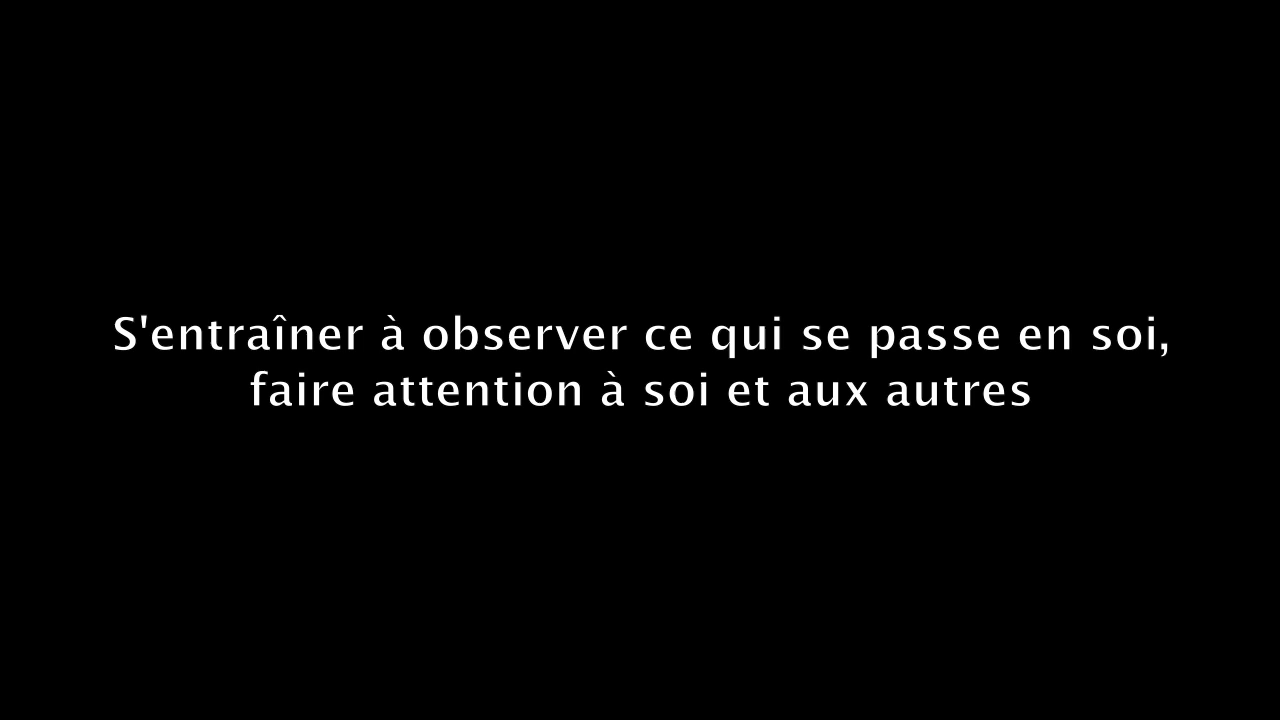 S'entraîner à observer ce qui se passe en soi,
faire attention à soi et aux autres